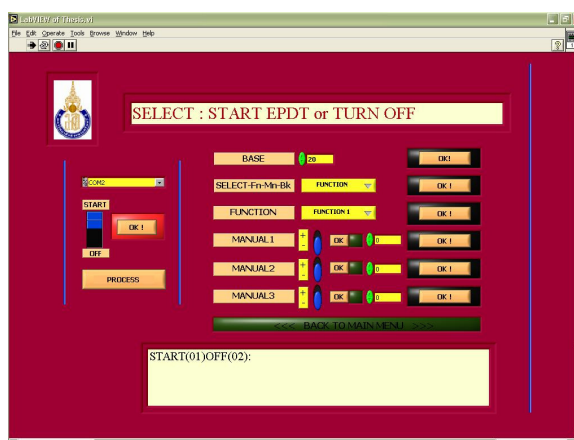 LabVIEW of Thesis.vi
File Edit Operate Tools Browse Window Help
SELECT : START EPDT or TURN OFF
COM2
START
OK !
OFF
PROCESS
BASE 20 OK!
SELECT-Fn-Mn-Bk FUNCTION OK !
FUNCTION FUNCTION 1 OK !
MANUAL1 + - OK 0 OK !
MANUAL2 + - OK 0 OK !
MANUAL3 + - OK 0 OK !
<<< BACK TO MAIN MENU >>>
START(01)OFF(02):